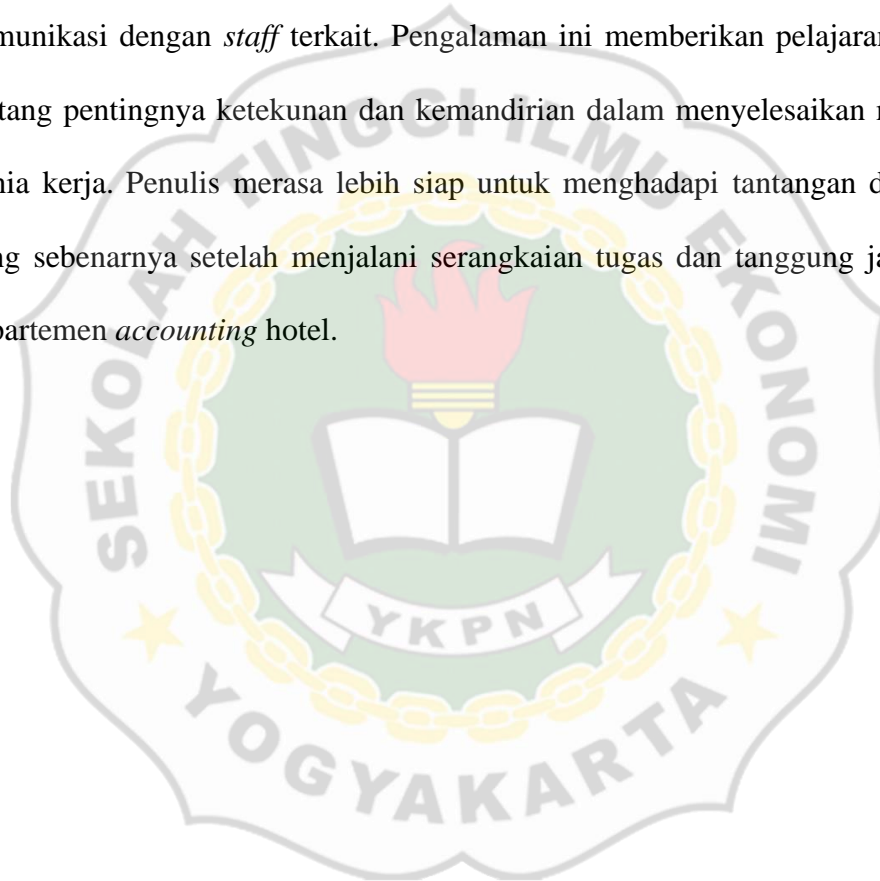 munikasi dengan staff terkait. Pengalaman ini memberikan pelajaran
tang pentingnya ketekunan dan kemandirian dalam menyelesaikan
nia kerja. Penulis merasa lebih siap untuk menghadapi tantangan
ng sebenarnya setelah menjalani serangkaian tugas dan tanggung
partemen accounting hotel.
SEKOLAH TINGGI ILMU EKONOMI
YKPN
YOGYAKARTA